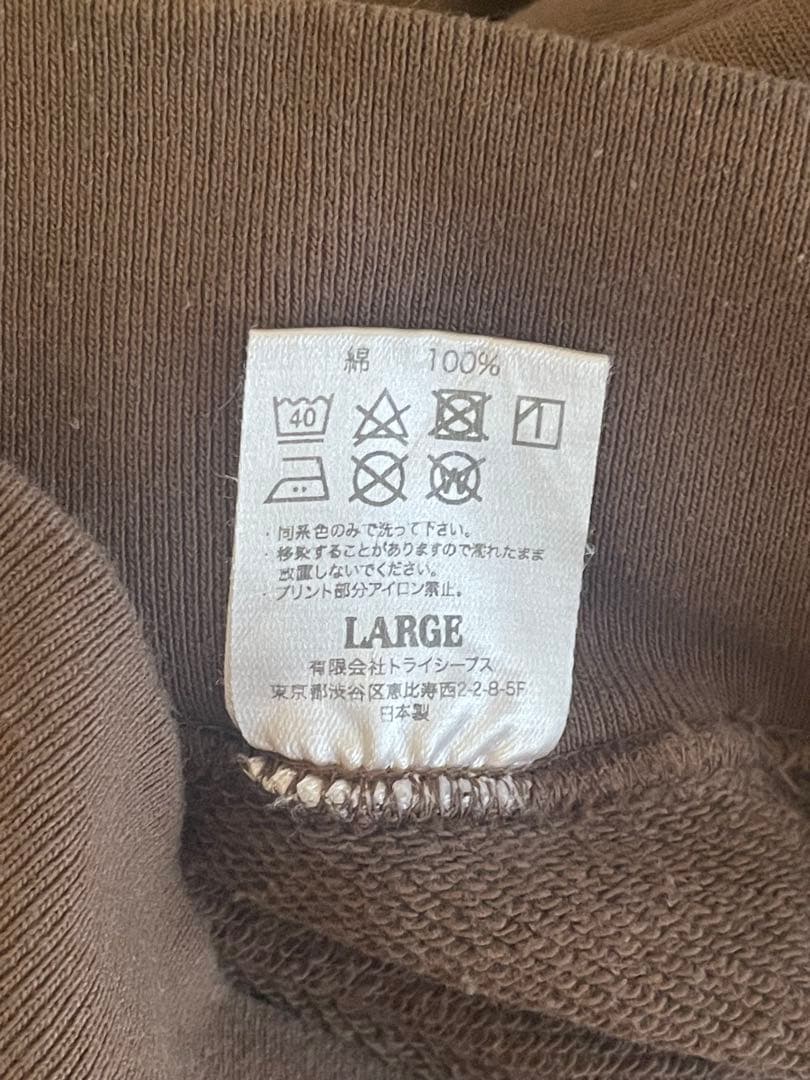 綿 100%
40
W
・同系色のみで洗って下さい。
・移染することがありますので濡れたまま
放置しないでください。
・プリント部分アイロン禁止。
LARGE
有限会社トライシープス
東京都渋谷区恵比寿西2-2-8-5F
日本製